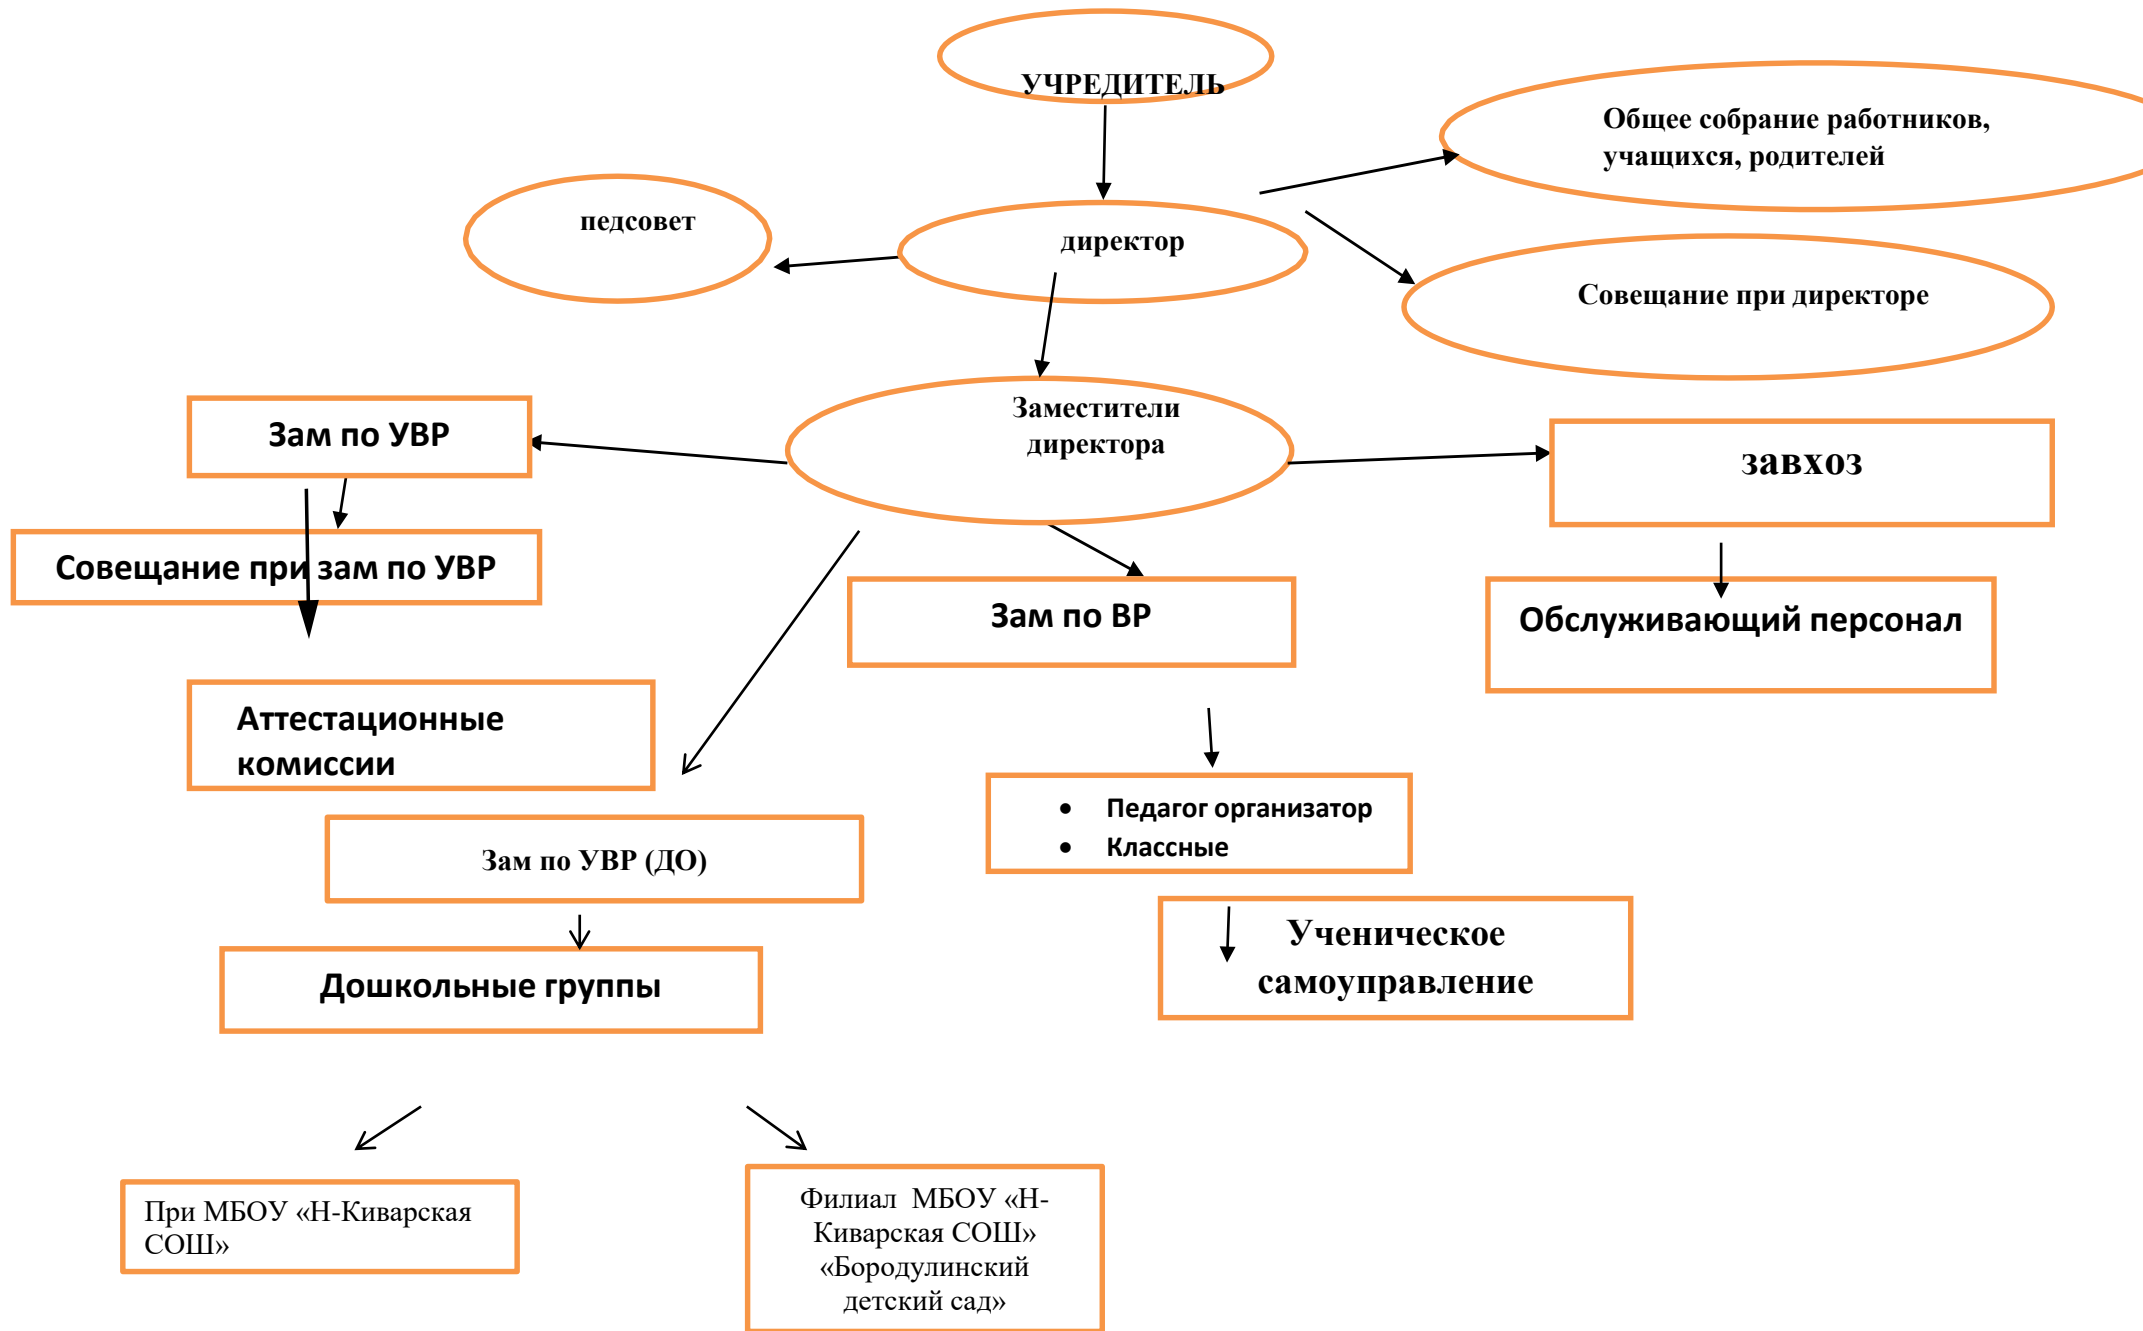 УЧРЕДИТЕЛЬ
Общее собрание работников,
учащихся, родителей
педсовет
директор
Совещание при директоре
Заместители
директора
Зам по УВР
завхоз
Совещание при зам по УВР
Зам по ВР
Обслуживающий персонал
Аттестационные
комиссии
• Педагог организатор
• Классные
Зам по УВР (ДО)
Ученическое
самоуправление
Дошкольные группы
При МБОУ «Н-Киварская
СОШ»
Филиал МБОУ «Н-
Киварская СОШ»
«Бородулинский
детский сад»